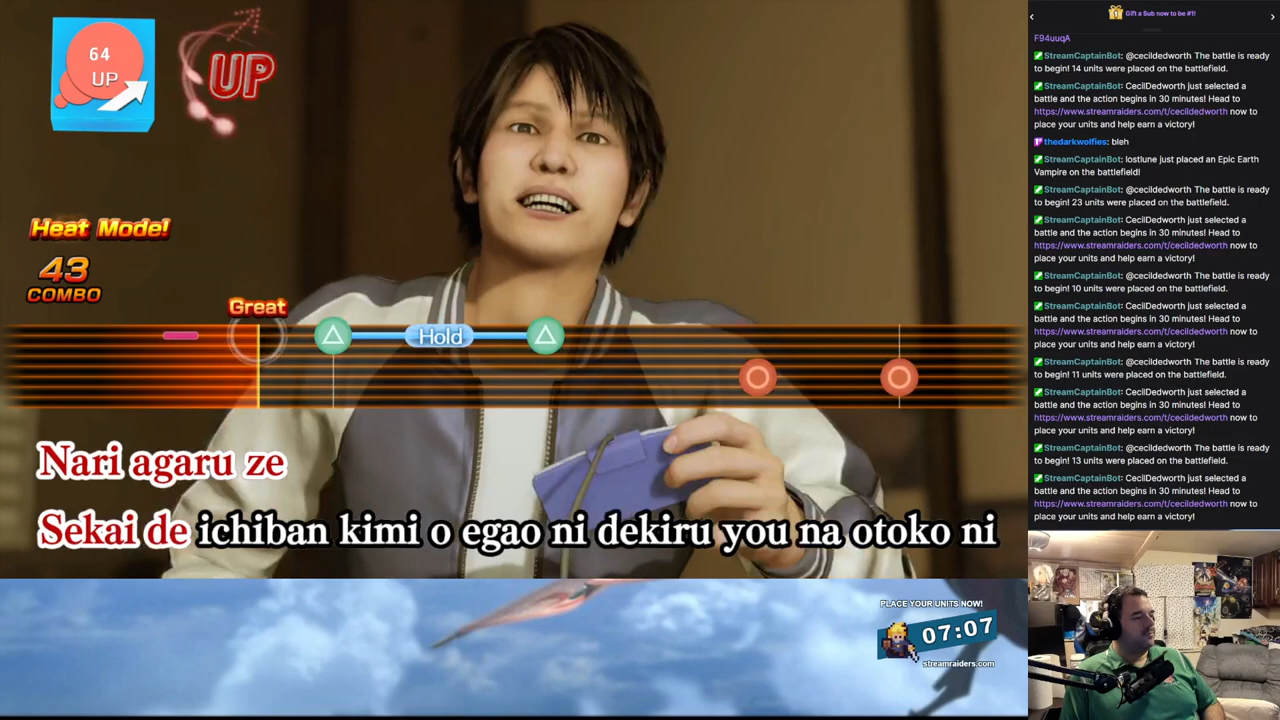 64
UP
UP
Heat Mode!
43
COMBO
Great
Hold
Nari agaru ze
Sekai de ichiban kimi o egao ni dekiru you na otoko ni
PLACE YOUR UNITS NOW!
07:07
streamraiders.com
Gift a Sub now to be #1!
F94uuqA
StreamCaptainBot: @cecildedworth The battle is ready
to begin! 14 units were placed on the battlefield.
StreamCaptainBot: CecilDedworth just selected a
battle and the action begins in 30 minutes! Head to
https://www.streamraiders.com/t/cecildedworth now to
place your units and help earn a victory!
thedarkwolfies: bleh
StreamCaptainBot: lostlune just placed an Epic Earth
Vampire on the battlefield!
StreamCaptainBot: @cecildedworth The battle is ready
to begin! 23 units were placed on the battlefield.
StreamCaptainBot: CecilDedworth just selected a
battle and the action begins in 30 minutes! Head to
https://www.streamraiders.com/t/cecildedworth now to
place your units and help earn a victory!
StreamCaptainBot: @cecildedworth The battle is ready
to begin! 10 units were placed on the battlefield.
StreamCaptainBot: CecilDedworth just selected a
battle and the action begins in 30 minutes! Head to
https://www.streamraiders.com/t/cecildedworth now to
place your units and help earn a victory!
StreamCaptainBot: @cecildedworth The battle is ready
to begin! 11 units were placed on the battlefield.
StreamCaptainBot: CecilDedworth just selected a
battle and the action begins in 30 minutes! Head to
https://www.streamraiders.com/t/cecildedworth now to
place your units and help earn a victory!
StreamCaptainBot: @cecildedworth The battle is ready
to begin! 13 units were placed on the battlefield.
StreamCaptainBot: CecilDedworth just selected a
battle and the action begins in 30 minutes! Head to
https://www.streamraiders.com/t/cecildedworth now to
place your units and help earn a victory!